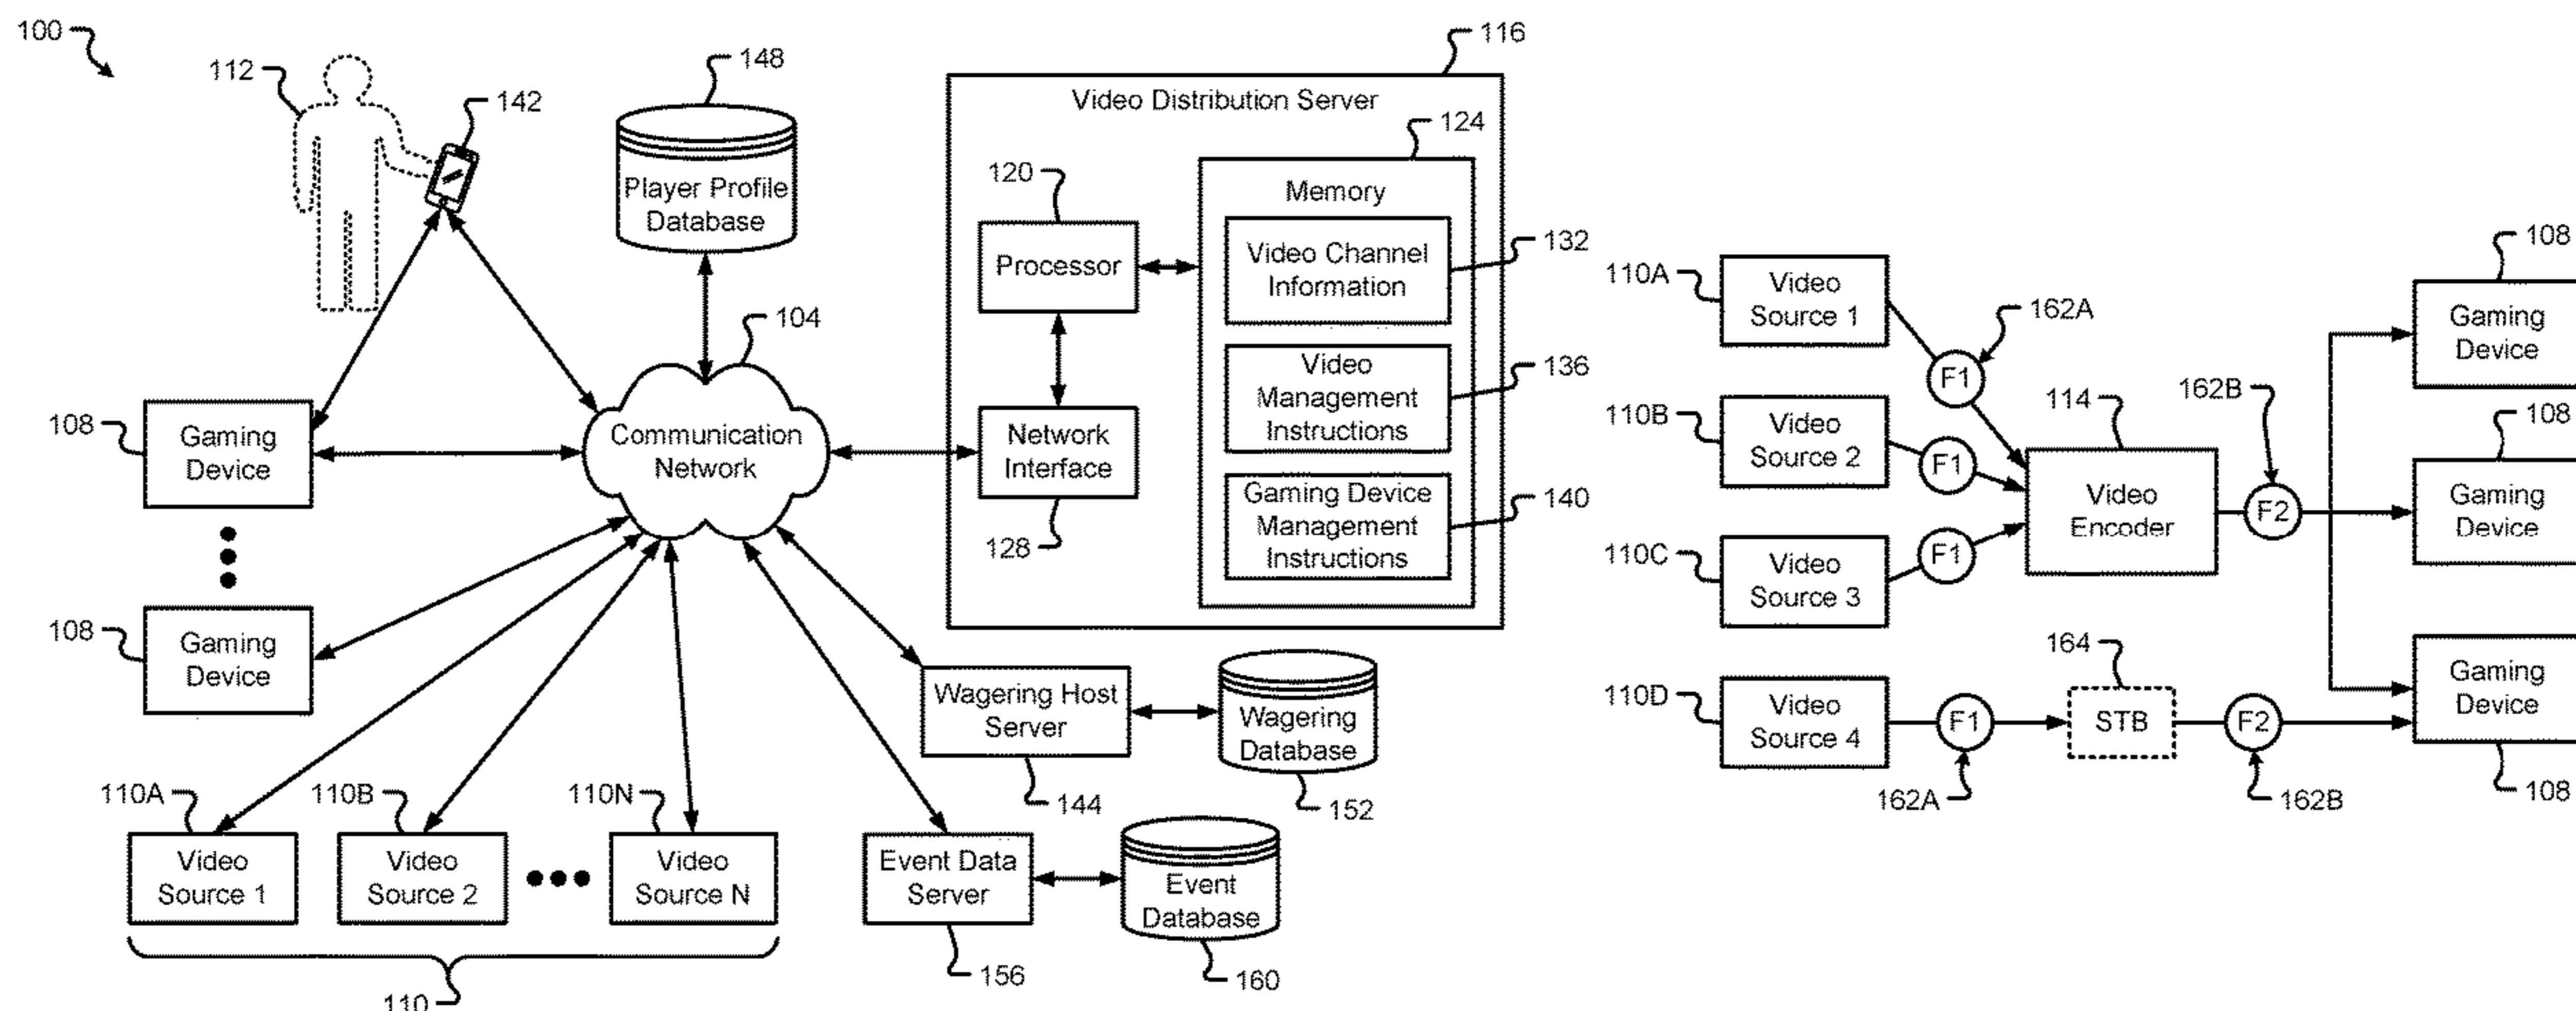 100
112
142
148
Player Profile
Database
104
Communication
Network
108
Gaming
Device
108
Gaming
Device
110A
Video
Source 1
110B
Video
Source 2
110N
Video
Source N
110
116
Video Distribution Server
124
Memory
120
Processor
Video Channel
Information
132
Video
Management
Instructions
136
Network
Interface
128
Gaming Device
Management
Instructions
140
Wagering Host
Server
144
Wagering
Database
152
Event Data
Server
156
Event
Database
160
110A
Video
Source 1
162A
F1
110B
Video
Source 2
F1
110C
Video
Source 3
F1
114
Video
Encoder
162B
F2
108
Gaming
Device
108
Gaming
Device
Gaming
Device
108
110D
Video
Source 4
F1
162A
164
STB
F2
162B